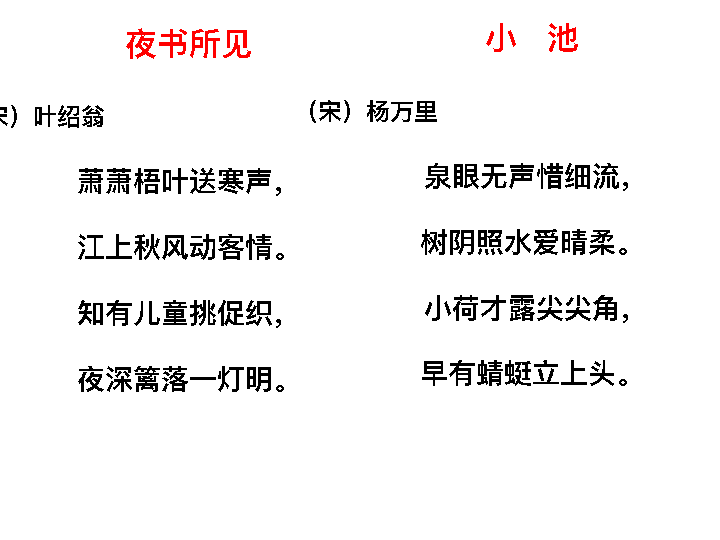 夜书所见
宋）叶绍翁
萧萧梧叶送寒声，
江上秋风动客情。
知有儿童挑促织，
夜深篱落一灯明。
小 池
（宋）杨万里
泉眼无声惜细流，
树阴照水爱晴柔。
小荷才露尖尖角，
早有蜻蜓立上头。